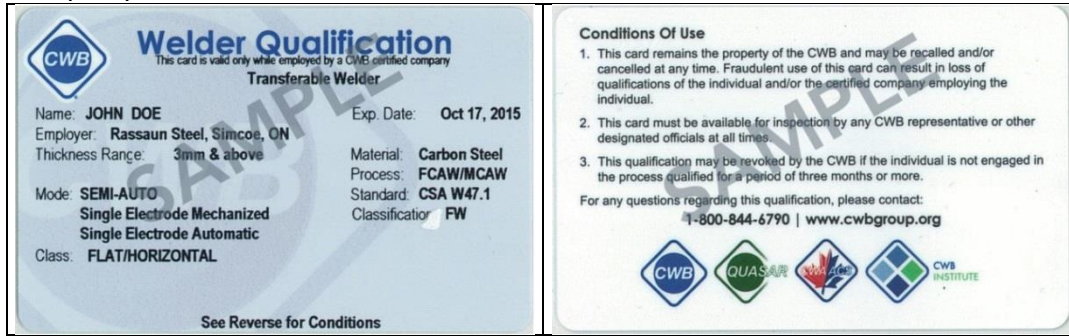 CWB
Welder Qualification
This card is valid only while employed by a CWB certified company
Transferable Welder
Name: JOHN DOE
Exp. Date: Oct 17, 2015
Employer: Rassaun Steel, Simcoe, ON
Thickness Range: 3mm & above
Material: Carbon Steel
Process: FCAW/MCAW
Mode: SEMI-AUTO
Standard: CSA W47.1
Single Electrode Mechanized
Classification FW
Single Electrode Automatic
Class: FLAT/HORIZONTAL
See Reverse for Conditions
SAMPLE
Conditions Of Use
1. This card remains the property of the CWB and may be recalled and/or
cancelled at any time. Fraudulent use of this card can result in loss of
qualifications of the individual and/or the certified company employing the
individual.
2. This card must be available for inspection by any CWB representative or other
designated officials at all times.
3. This qualification may be revoked by the CWB if the individual is not engaged in
the process qualified for a period of three months or more.
For any questions regarding this qualification, please contact:
1-800-844-6790 | www.cwbgroup.org
CWB
QUASAR
CWA ACS
CWB
INSTITUTE
SAMPLE